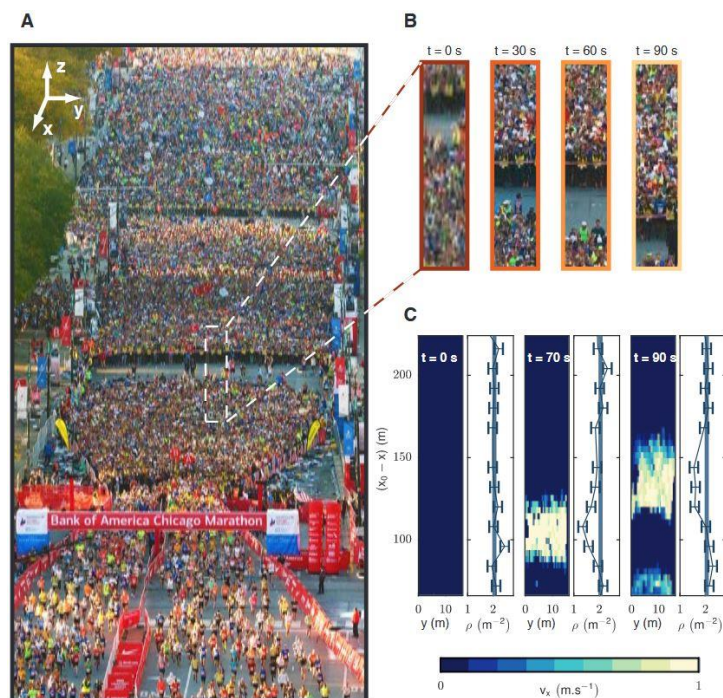 A
z
y
x
Bank of America Chicago Marathon
B
t = 0 s
t = 30 s
t = 60 s
t = 90 s
C
t = 0 s
t = 70 s
t = 90 s
200
150
100
(x₀ − x) (m)
0 10
1 2
0 10
1 2
0 10
1 2
y (m)
ρ (m⁻²)
y (m)
ρ (m⁻²)
y (m)
ρ (m⁻²)
0
vₓ (m.s⁻¹)
1